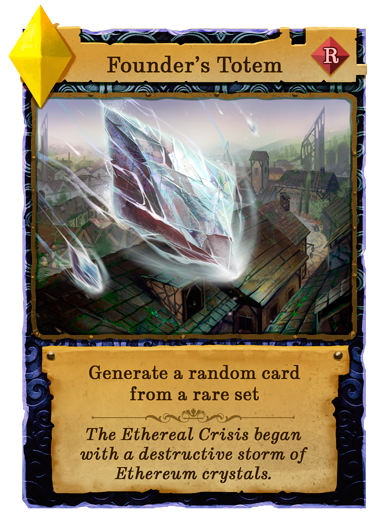 Founder's Totem
R
Generate a random card
from a rare set
The Ethereal Crisis began
with a destructive storm of
Ethereum crystals.